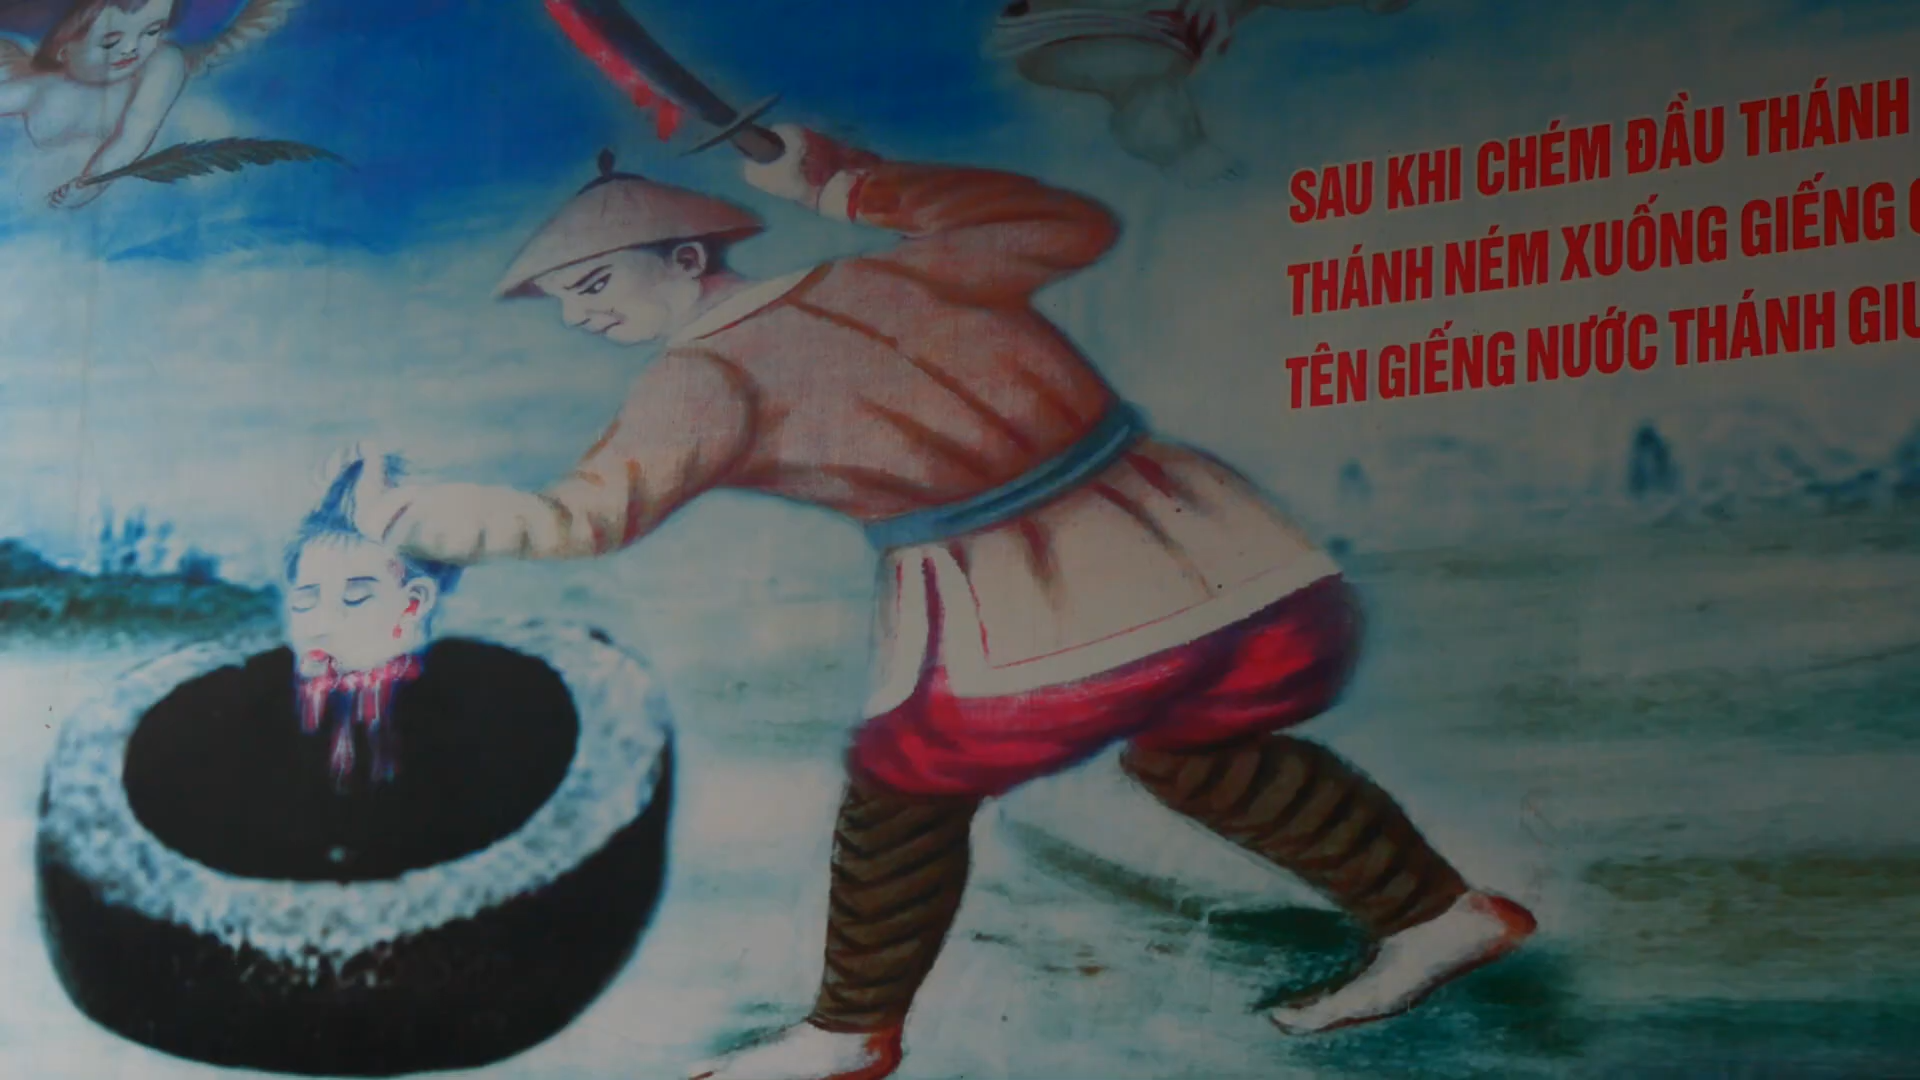 SAU KHI CHÉM ĐẦU THÁNH
THÁNH NÉM XUỐNG GIẾNG
TÊN GIẾNG NƯỚC THÁNH